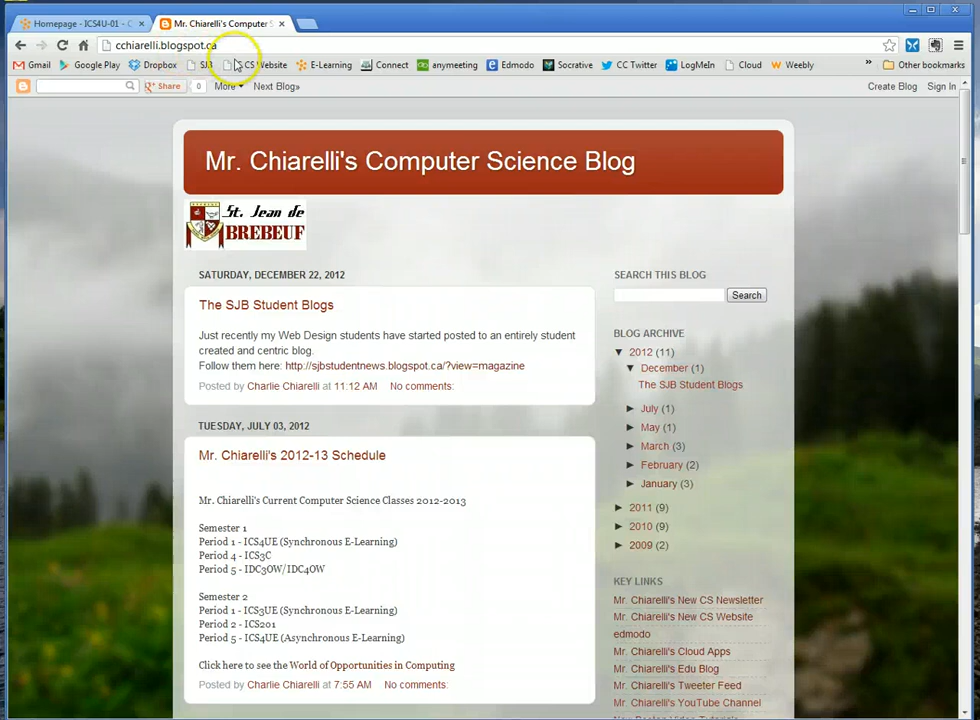 Homepage - ICS4U-01 - C
Mr. Chiarelli's Computer S
cchiarelli.blogspot.ca
Gmail Google Play Dropbox SJB CS Website E-Learning Connect anymeeting Edmodo Socrative CC Twitter LogMeIn Cloud Weebly » Other bookmarks
Share 0 More Next Blog» Create Blog Sign In
Mr. Chiarelli's Computer Science Blog
St. Jean de
BREBEUF
SATURDAY, DECEMBER 22, 2012
The SJB Student Blogs
Just recently my Web Design students have started posted to an entirely student
created and centric blog.
Follow them here: http://sjbstudentnews.blogspot.ca/?view=magazine
Posted by Charlie Chiarelli at 11:12 AM No comments:
TUESDAY, JULY 03, 2012
Mr. Chiarelli's 2012-13 Schedule
Mr. Chiarelli's Current Computer Science Classes 2012-2013
Semester 1
Period 1 - ICS4UE (Synchronous E-Learning)
Period 4 - ICS3C
Period 5 - IDC3OW/IDC4OW
Semester 2
Period 1 - ICS3UE (Synchronous E-Learning)
Period 2 - ICS2O1
Period 5 - ICS4UE (Asynchronous E-Learning)
Click here to see the World of Opportunities in Computing
Posted by Charlie Chiarelli at 7:55 AM No comments:
SEARCH THIS BLOG
Search
BLOG ARCHIVE
▼ 2012 (11)
▼ December (1)
The SJB Student Blogs
► July (1)
► May (1)
► March (3)
► February (2)
► January (3)
► 2011 (9)
► 2010 (9)
► 2009 (2)
KEY LINKS
Mr. Chiarelli's New CS Newsletter
Mr. Chiarelli's New CS Website
edmodo
Mr. Chiarelli's Cloud Apps
Mr. Chiarelli's Edu Blog
Mr. Chiarelli's Tweeter Feed
Mr. Chiarelli's YouTube Channel
New Boston Video Tutorials